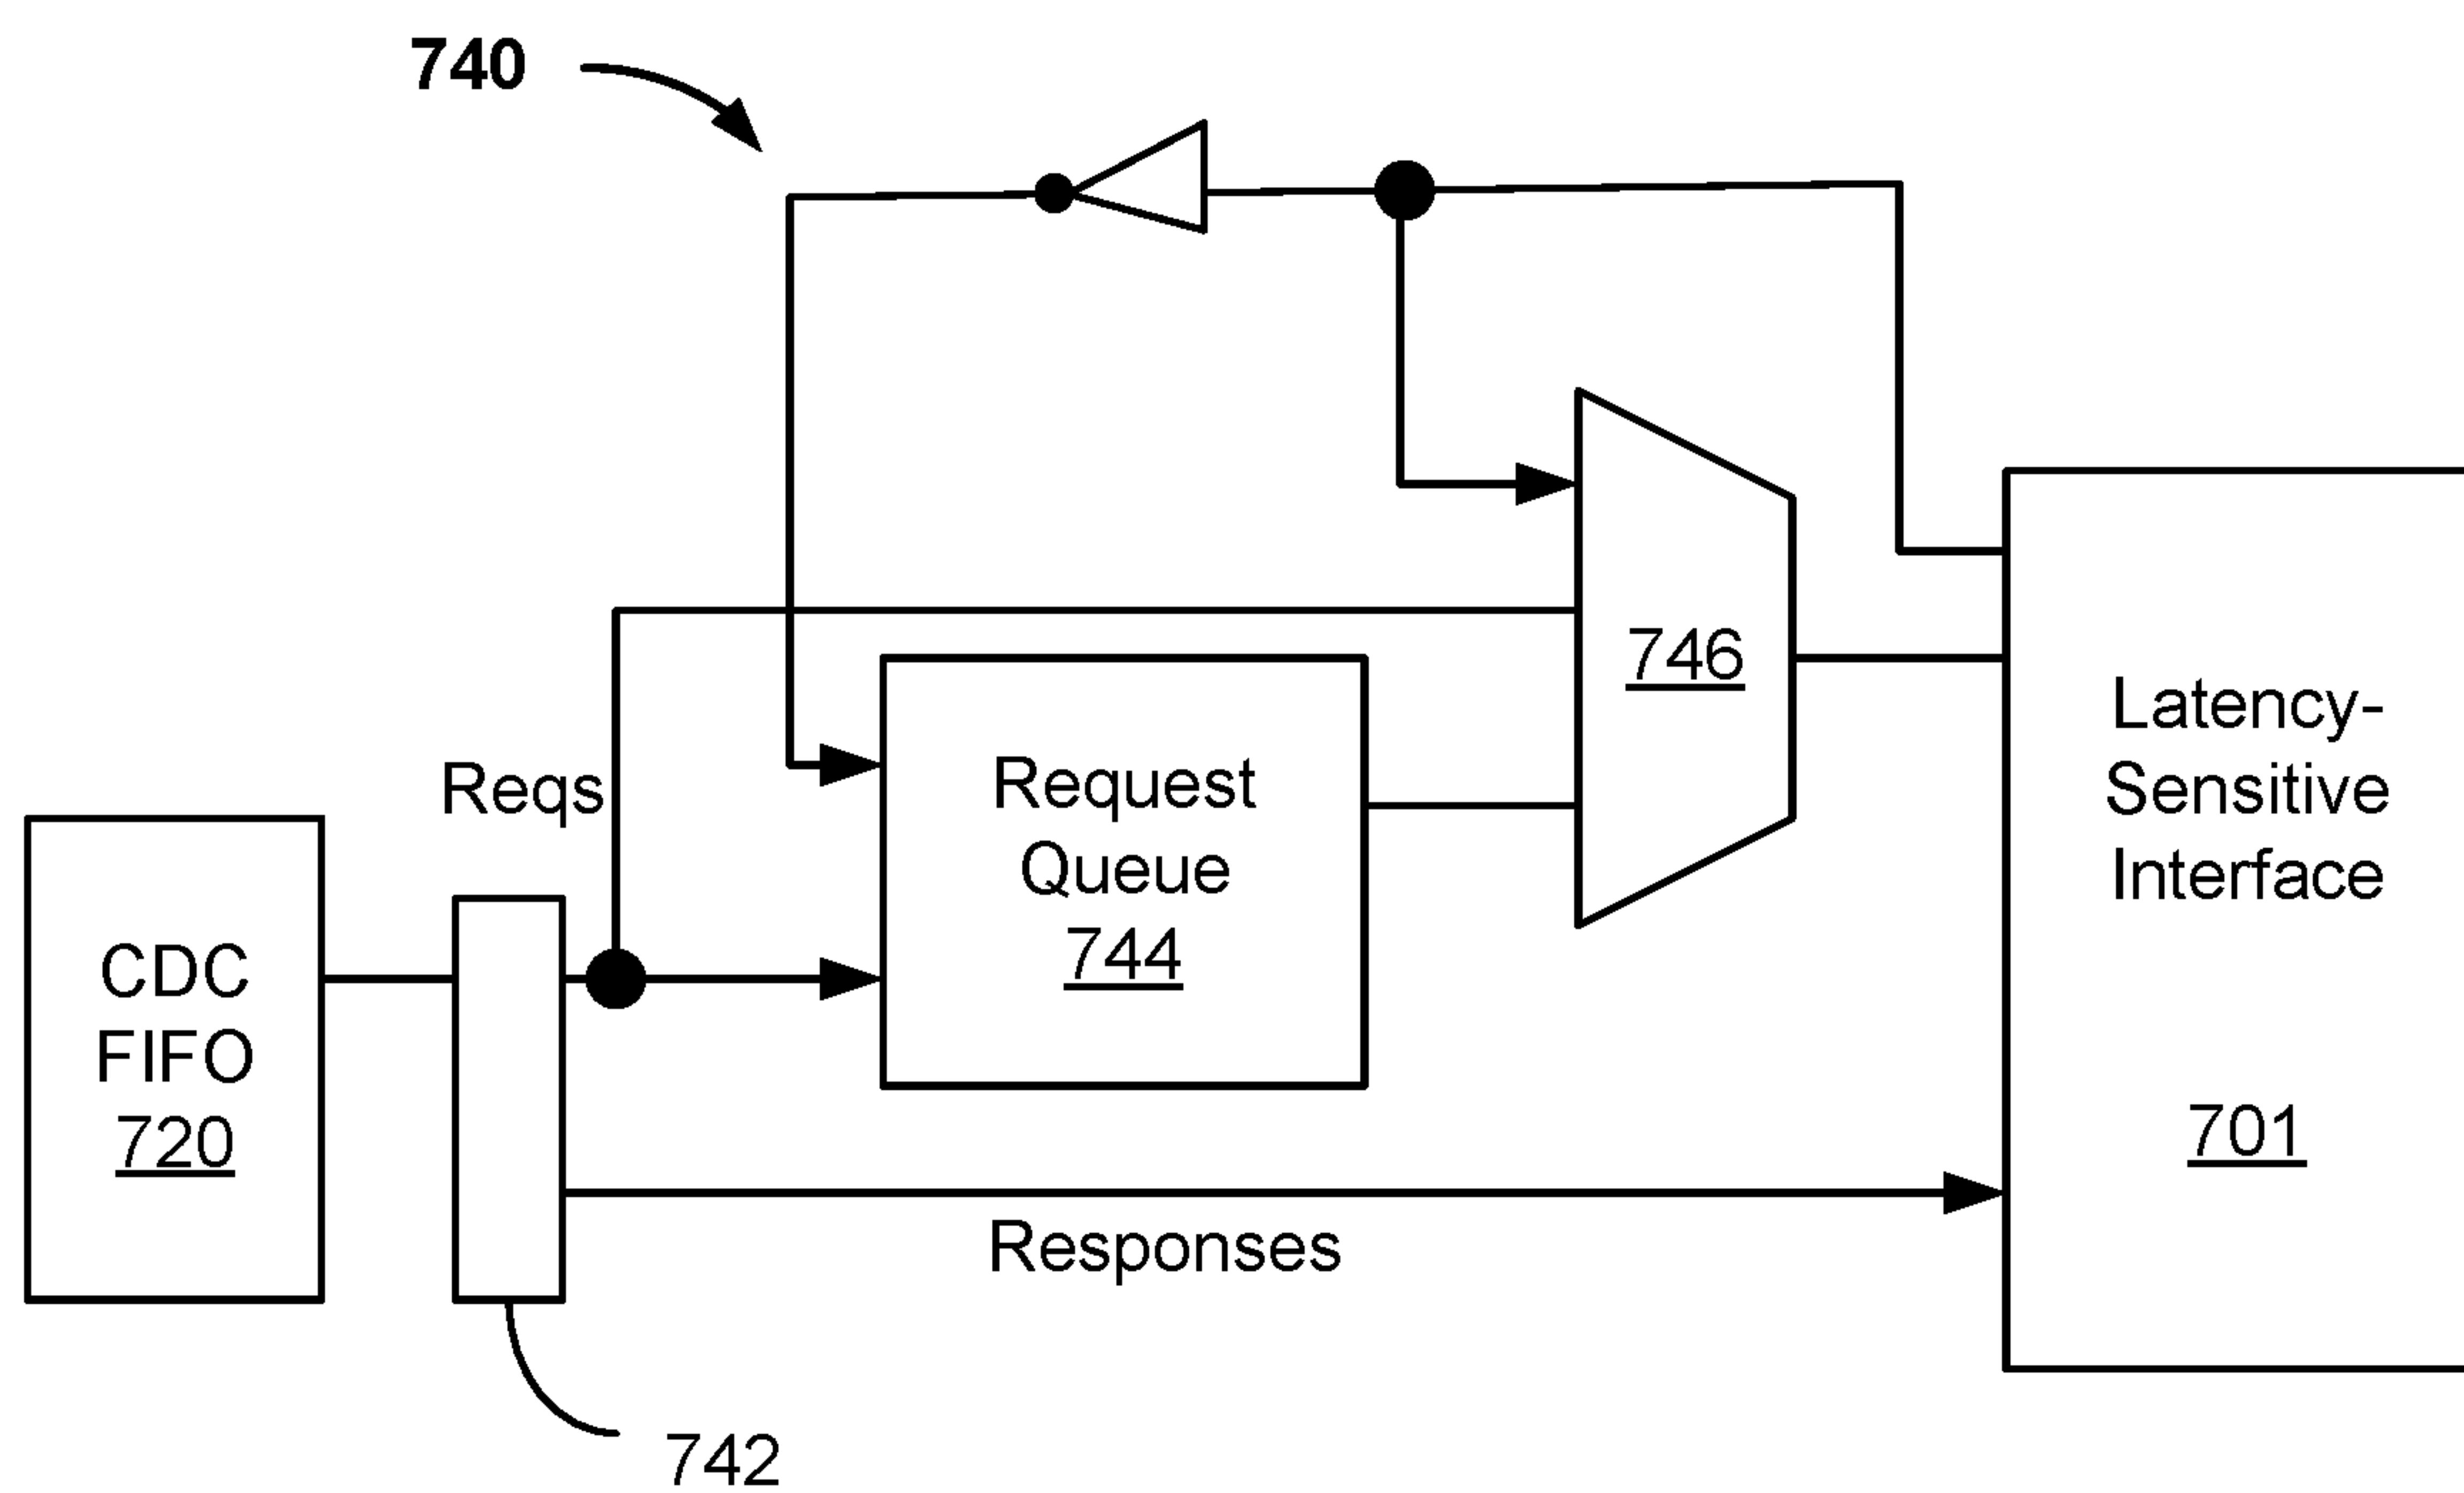 740
746
Latency-
Sensitive
Interface
701
Reqs
Request
Queue
744
CDC
FIFO
720
Responses
742